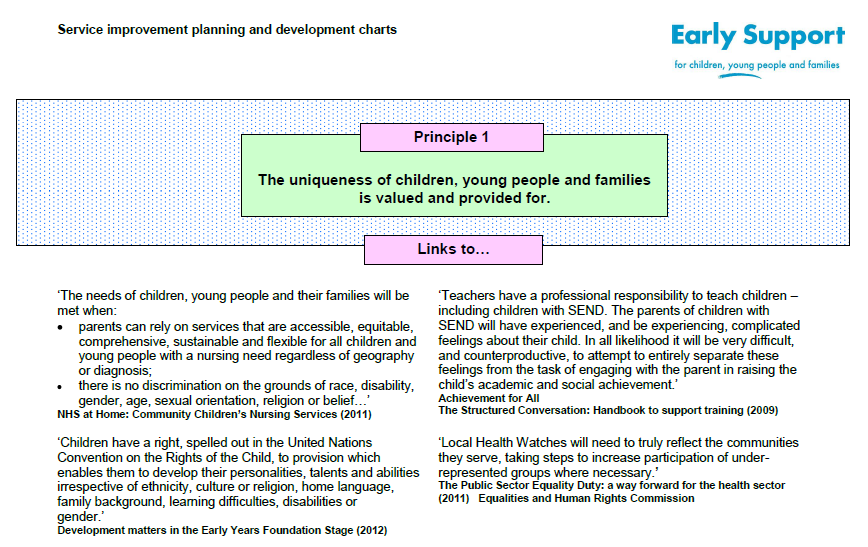 Service improvement planning and development charts
Early Support
for children, young people and families
Principle 1
The uniqueness of children, young people and families
is valued and provided for.
Links to…
‘The needs of children, young people and their families will be
met when:
• parents can rely on services that are accessible, equitable,
comprehensive, sustainable and flexible for all children and
young people with a nursing need regardless of geography
or diagnosis;
• there is no discrimination on the grounds of race, disability,
gender, age, sexual orientation, religion or belief…’
NHS at Home: Community Children’s Nursing Services (2011)
‘Children have a right, spelled out in the United Nations
Convention on the Rights of the Child, to provision which
enables them to develop their personalities, talents and abilities
irrespective of ethnicity, culture or religion, home language,
family background, learning difficulties, disabilities or
gender.’
Development matters in the Early Years Foundation Stage (2012)
‘Teachers have a professional responsibility to teach children –
including children with SEND. The parents of children with
SEND will have experienced, and be experiencing, complicated
feelings about their child. In all likelihood it will be very difficult,
and counterproductive, to attempt to entirely separate these
feelings from the task of engaging with the parent in raising the
child’s academic and social achievement.’
Achievement for All
The Structured Conversation: Handbook to support training (2009)
‘Local Health Watches will need to truly reflect the communities
they serve, taking steps to increase participation of under-
represented groups where necessary.’
The Public Sector Equality Duty: a way forward for the health sector
(2011) Equalities and Human Rights Commission